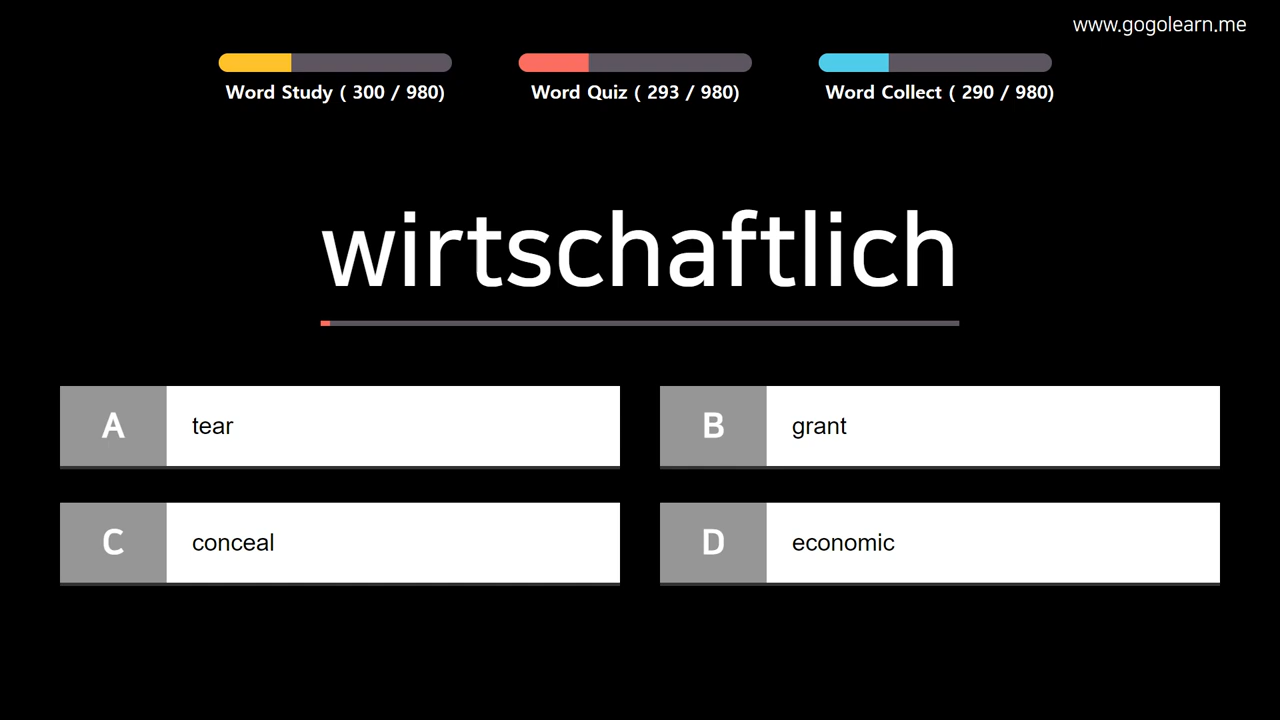 www.gogolearn.me
Word Study ( 300 / 980)
Word Quiz ( 293 / 980)
Word Collect ( 290 / 980)
wirtschaftlich
A tear
B grant
C conceal
D economic